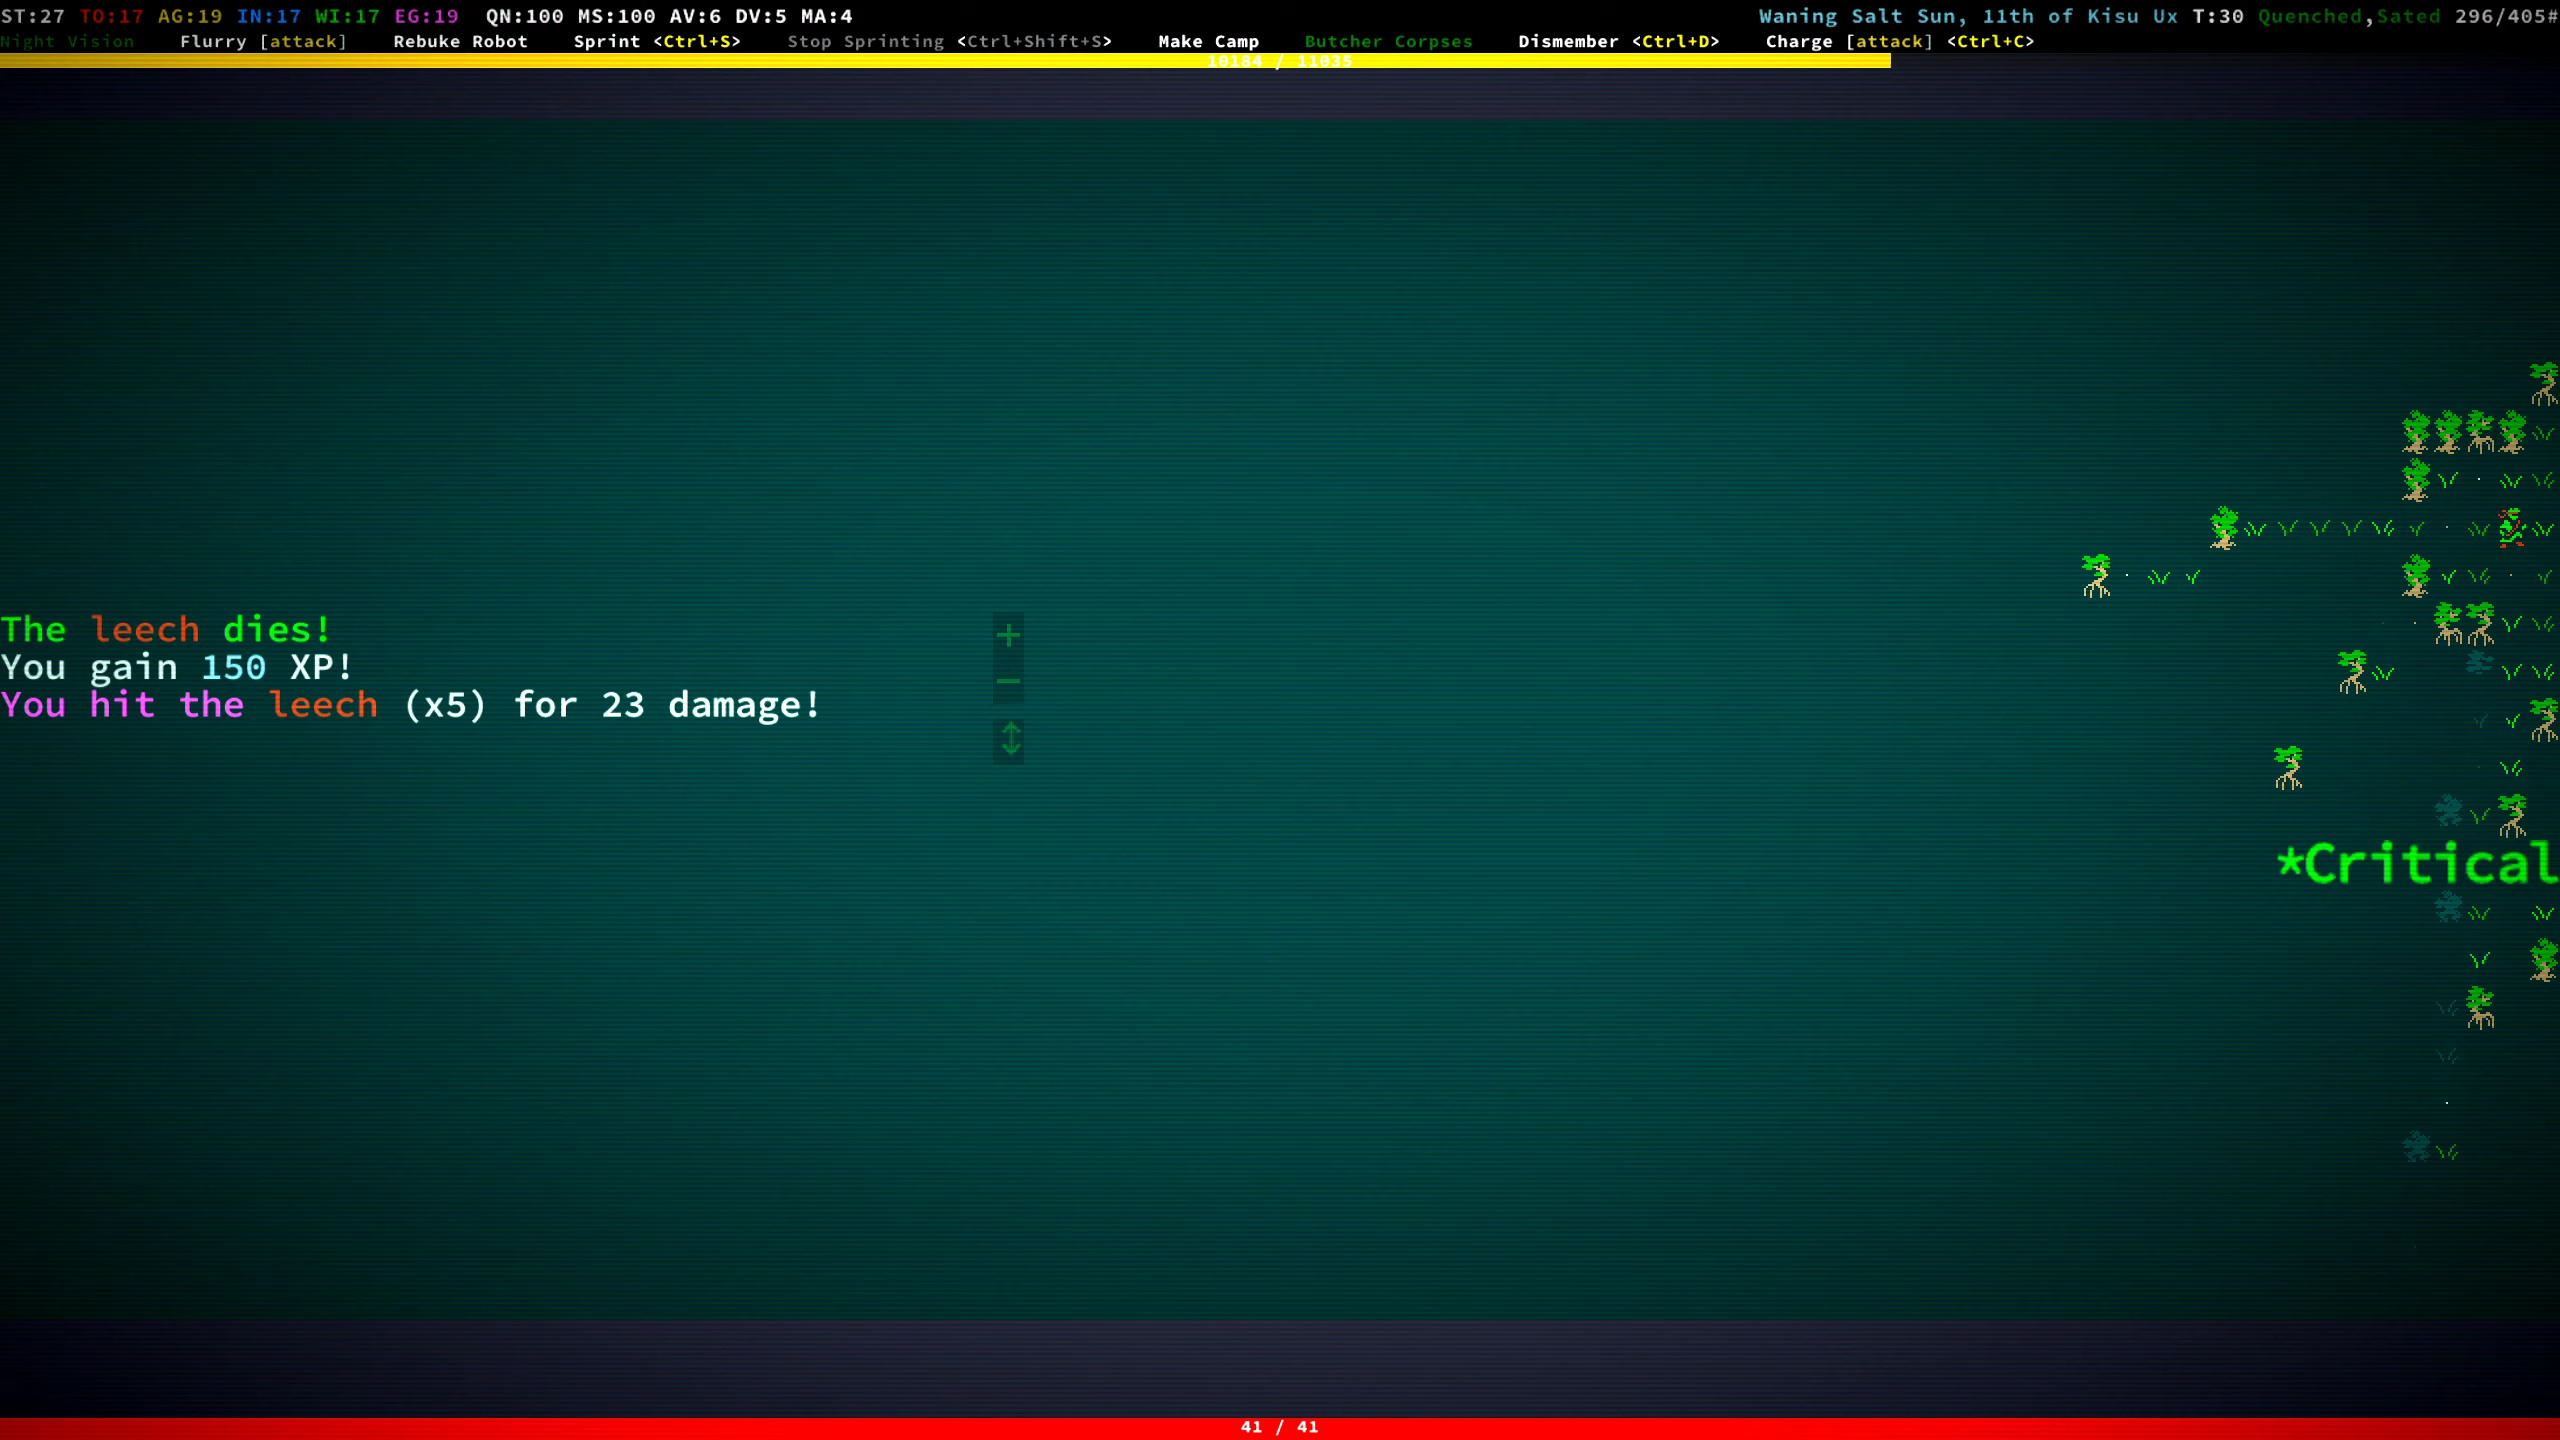 ST:27 TO:17 AG:19 IN:17 WI:17 EG:19 QN:100 MS:100 AV:6 DV:5 MA:4 Waning Salt Sun, 11th of Kisu Ux T:30 Quenched,Sated 296/405#
Night Vision Flurry [attack] Rebuke Robot Sprint <Ctrl+S> Stop Sprinting <Ctrl+Shift+S> Make Camp Butcher Corpses Dismember <Ctrl+D> Charge [attack] <Ctrl+C>
10184 / 11035
The leech dies!
You gain 150 XP!
You hit the leech (x5) for 23 damage!
*Critical
41 / 41